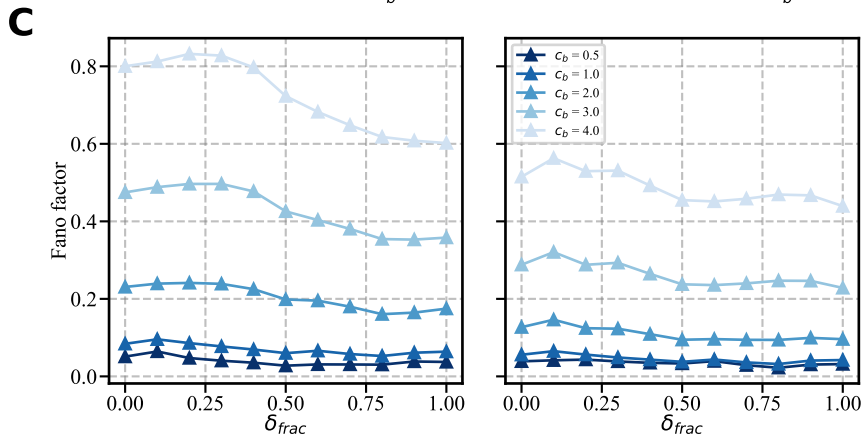 b b
C
Fano factor
0.8
0.6
0.4
0.2
0.0
0.00 0.25 0.50 0.75 1.00
δ_frac
c_b = 0.5
c_b = 1.0
c_b = 2.0
c_b = 3.0
c_b = 4.0
0.00 0.25 0.50 0.75 1.00
δ_frac